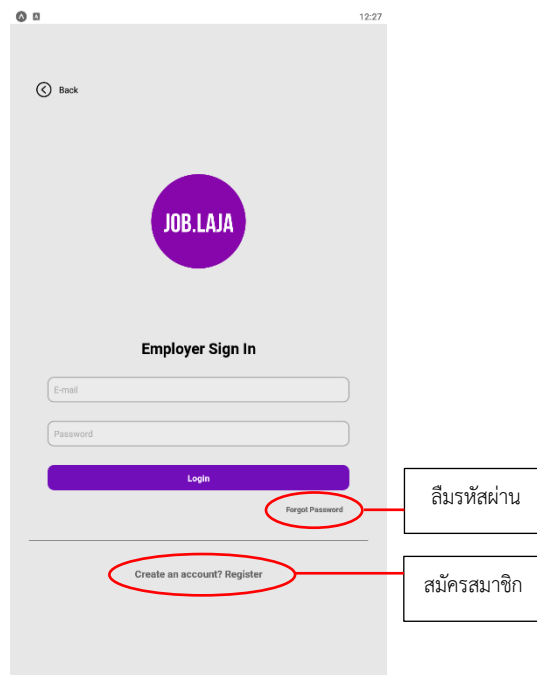 12:27
Back
JOB.LAJA
Employer Sign In
E-mail
Password
Login
Forgot Password
ลืมรหัสผ่าน
Create an account? Register
สมัครสมาชิก